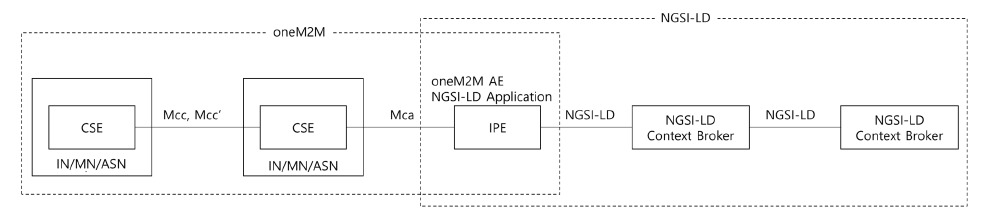 NGSI-LD
oneM2M
oneM2M AE
NGSI-LD Application
Mcc, Mcc'
Mca
NGSI-LD
NGSI-LD
CSE
CSE
IPE
NGSI-LD
Context Broker
NGSI-LD
Context Broker
IN/MN/ASN
IN/MN/ASN